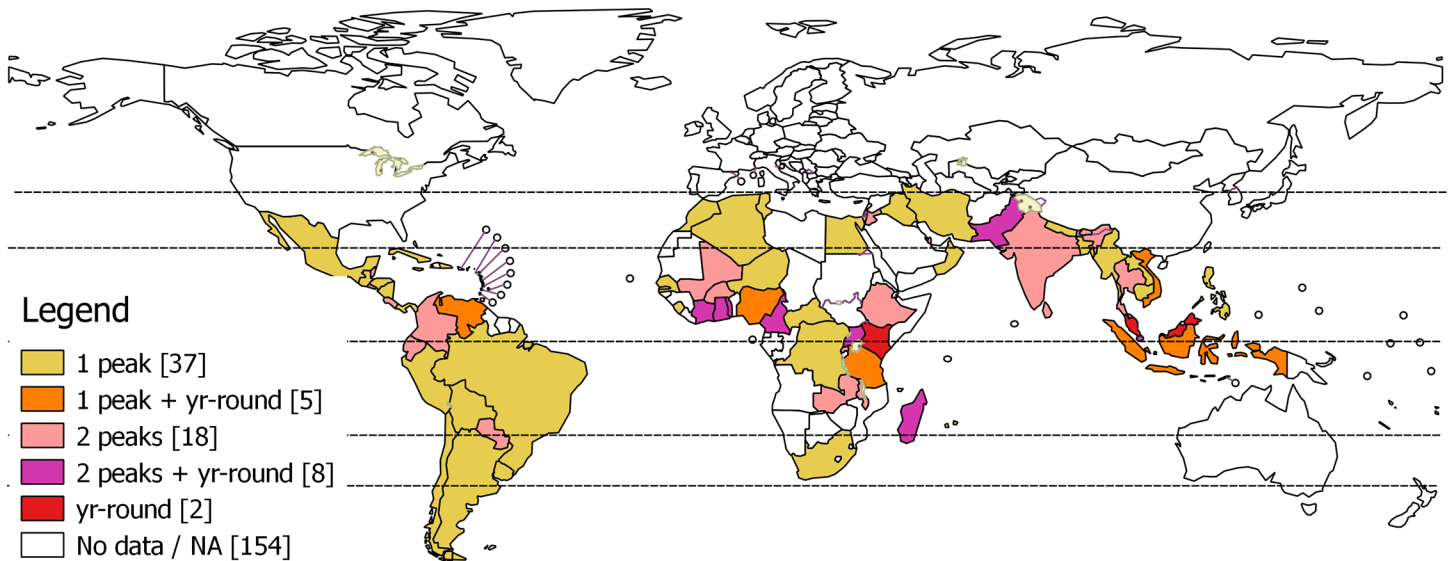 Legend
1 peak [37]
1 peak + yr-round [5]
2 peaks [18]
2 peaks + yr-round [8]
yr-round [2]
No data / NA [154]